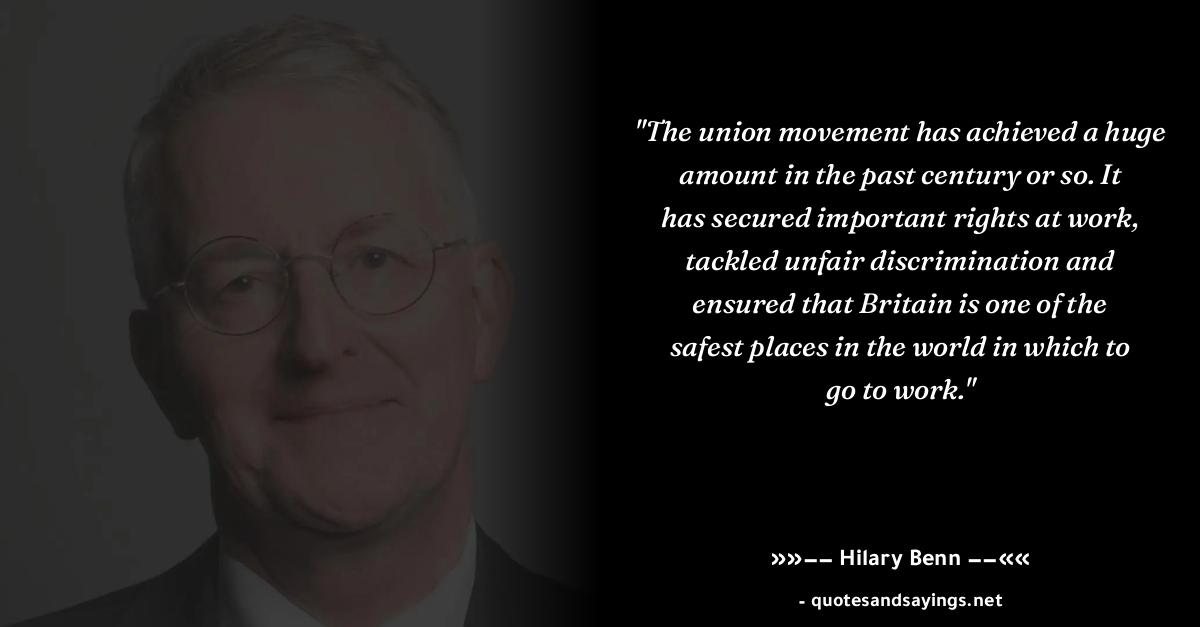 "The union movement has achieved a huge
amount in the past century or so. It
has secured important rights at work,
tackled unfair discrimination and
ensured that Britain is one of the
safest places in the world in which to
go to work."
»»−− Hilary Benn −−««
- quotesandsayings.net